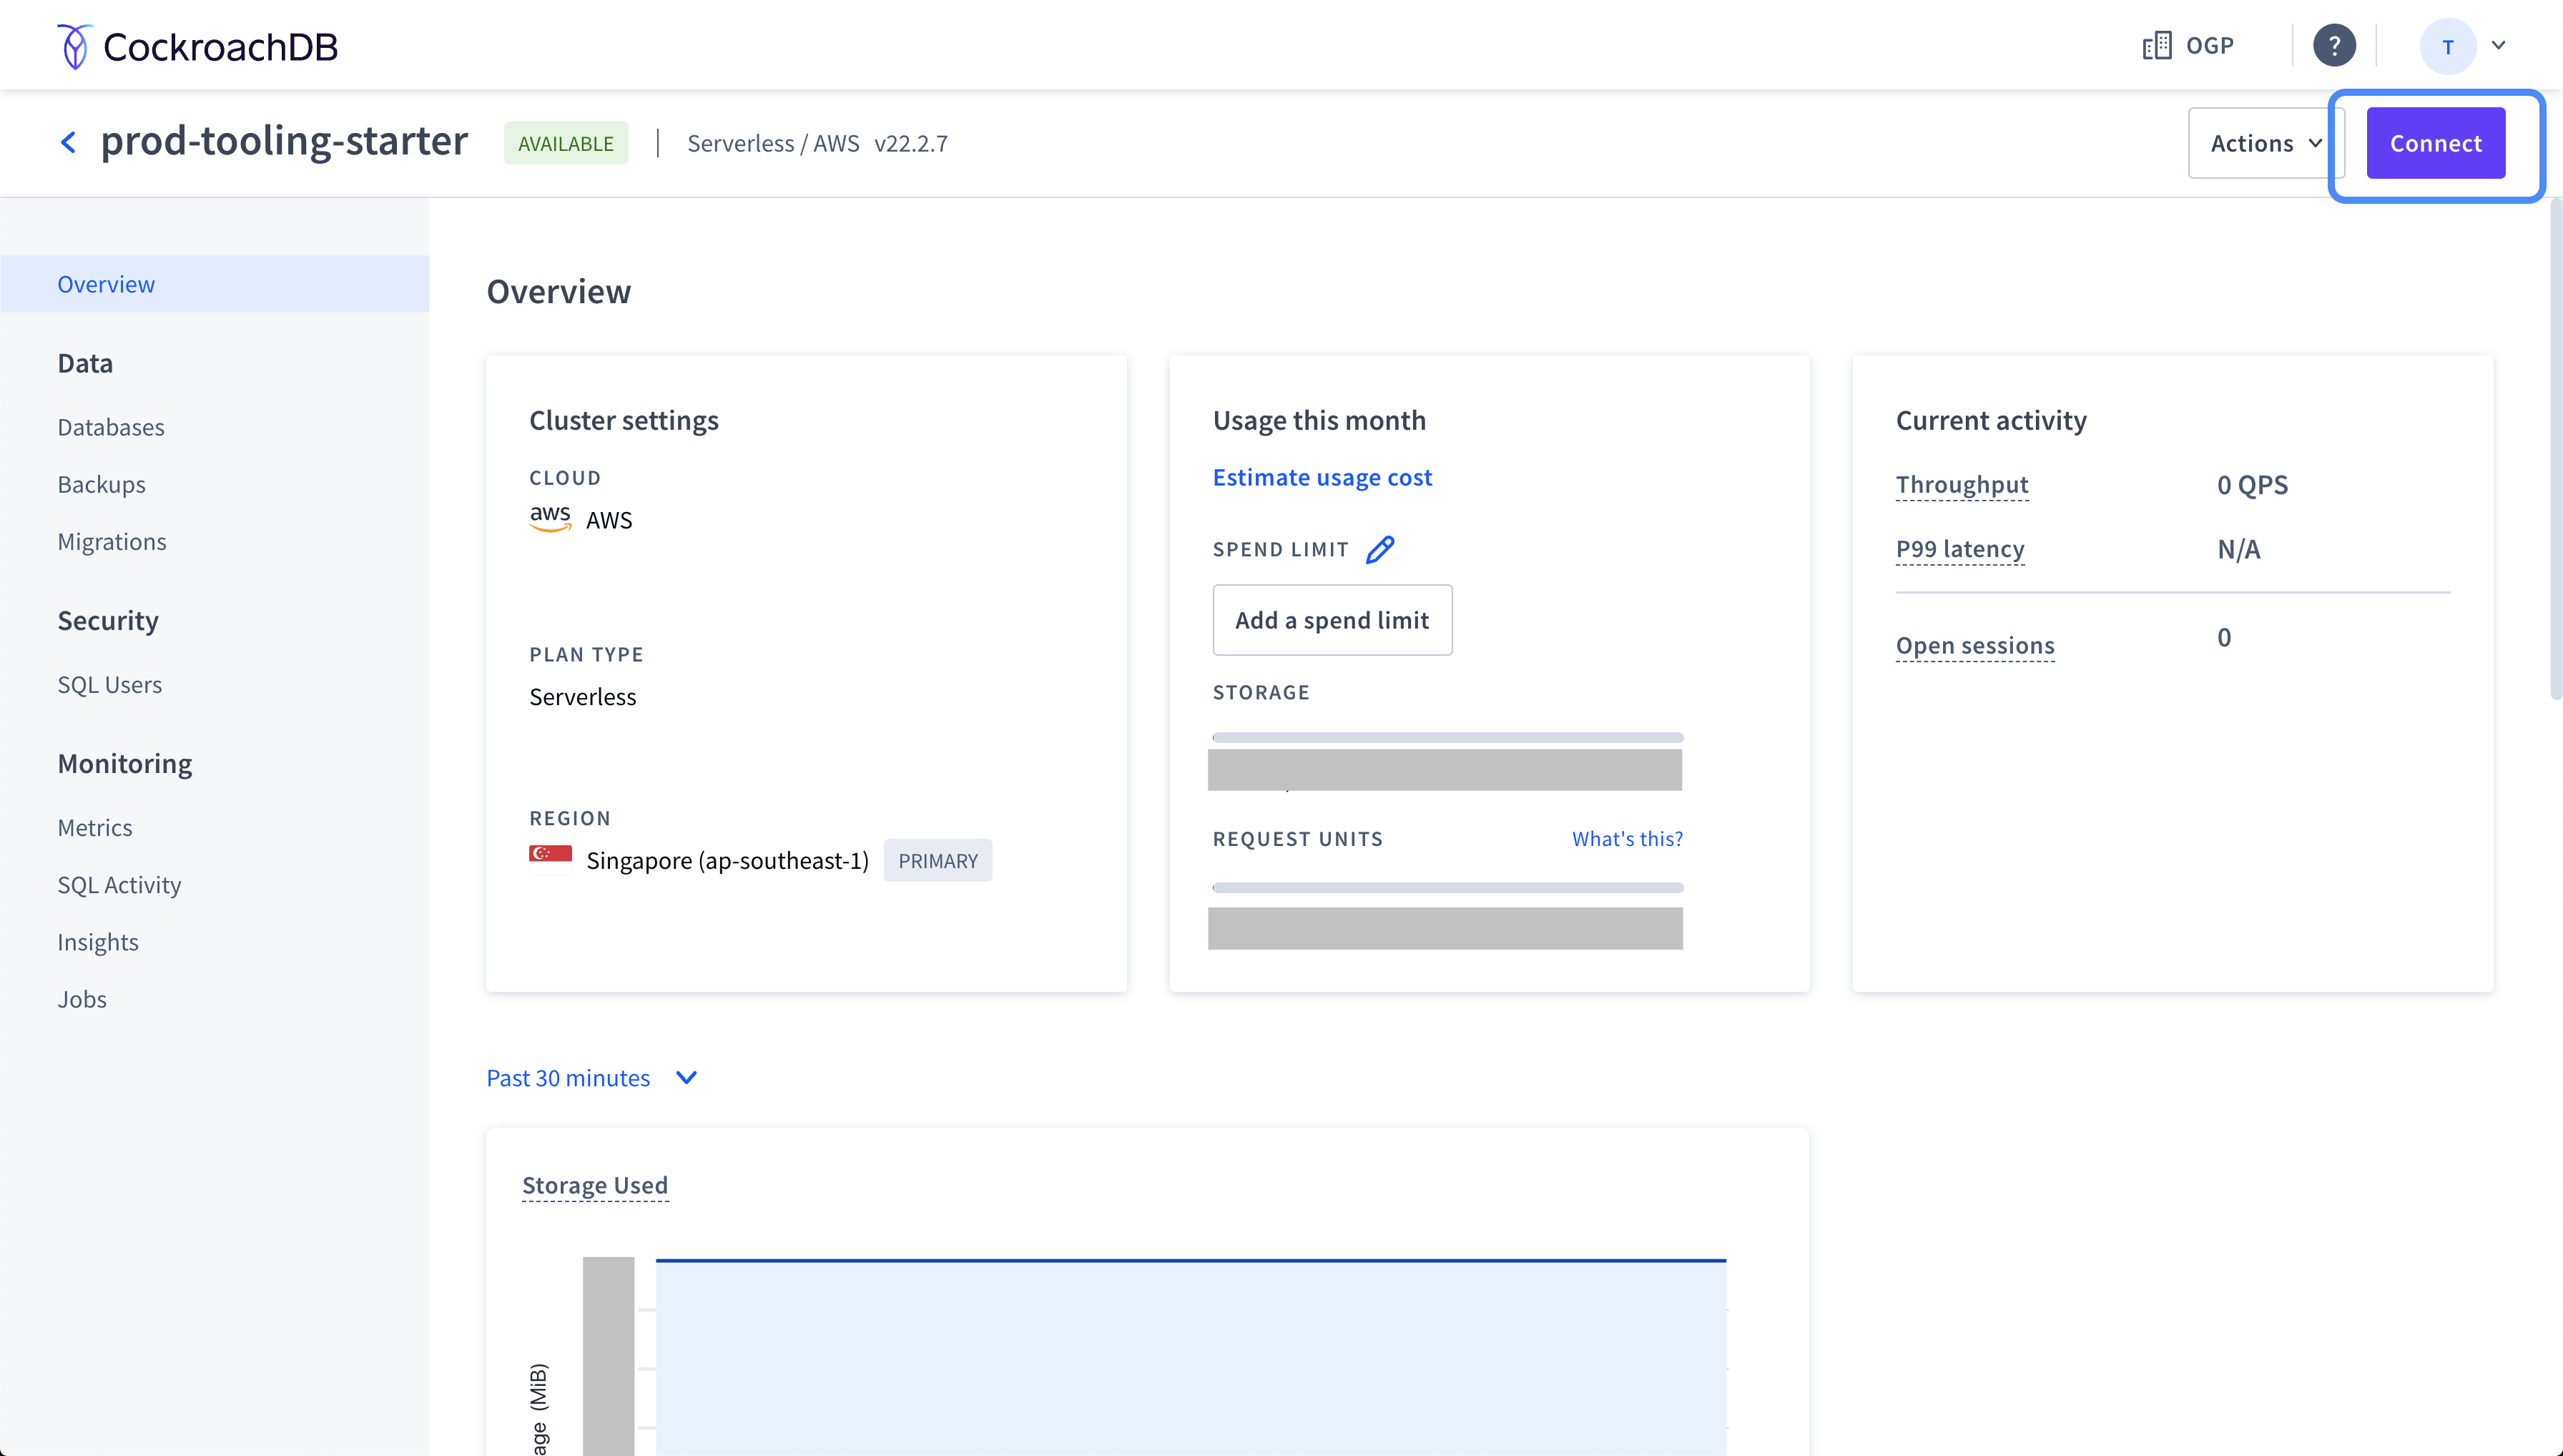 CockroachDB
OGP
?
T
prod-tooling-starter
AVAILABLE
Serverless / AWS v22.2.7
Actions
Connect
Overview
Data
Databases
Backups
Migrations
Security
SQL Users
Monitoring
Metrics
SQL Activity
Insights
Jobs
Overview
Cluster settings
CLOUD
aws AWS
PLAN TYPE
Serverless
REGION
Singapore (ap-southeast-1) PRIMARY
Usage this month
Estimate usage cost
SPEND LIMIT
Add a spend limit
STORAGE
REQUEST UNITS What's this?
Current activity
Throughput 0 QPS
P99 latency N/A
Open sessions 0
Past 30 minutes
Storage Used
age (MiB)